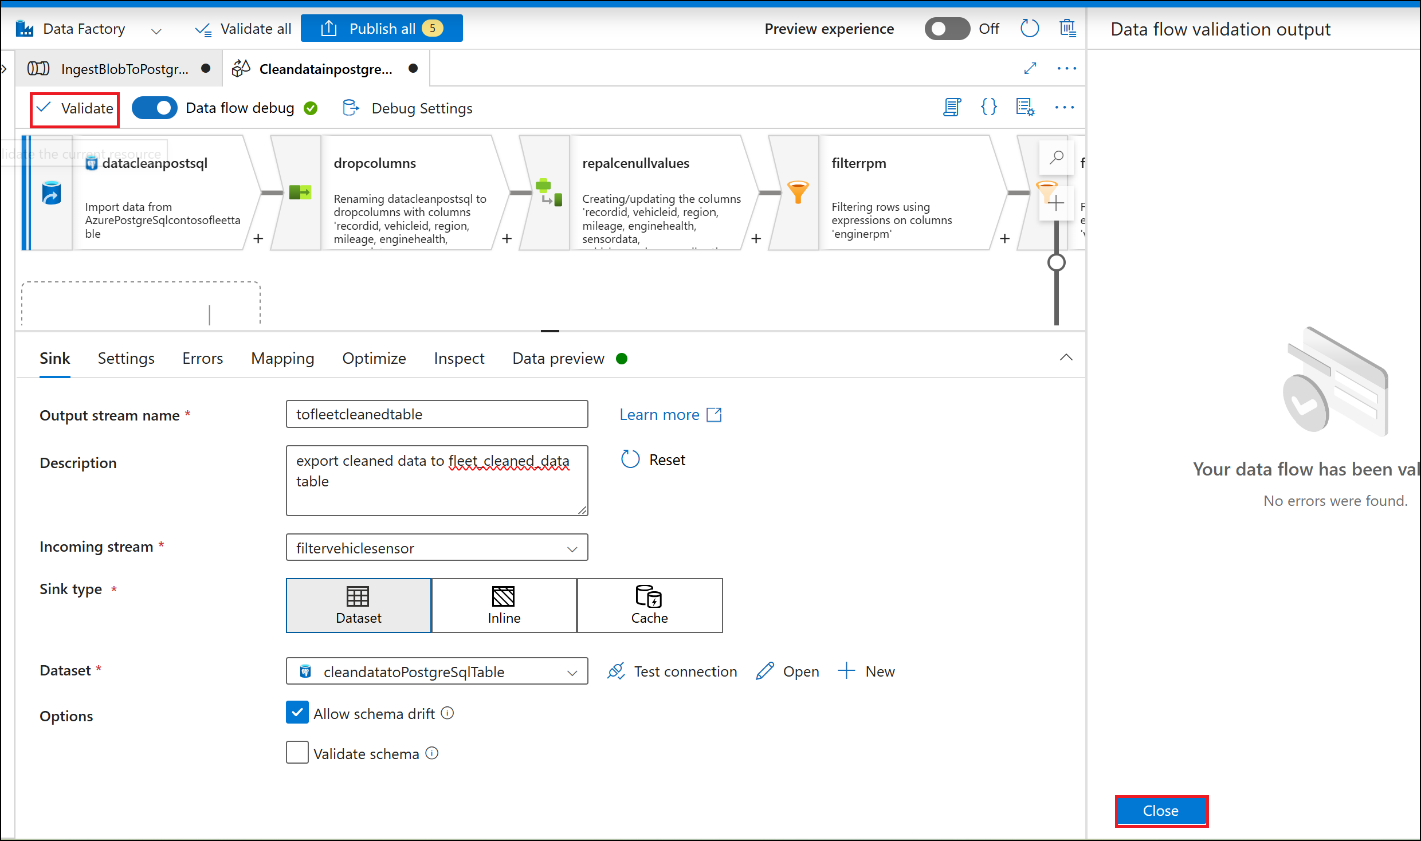 Data Factory
Validate all
Publish all 5
Preview experience
Off
Data flow validation output
IngestBlobToPostgr...
Cleandatainpostgre...
Validate
Data flow debug
Debug Settings
the current resource
datacleanpostsql
Import data from
AzurePostgreSqlcontosofleetta
ble
+
dropcolumns
Renaming datacleanpostsql to
dropcolumns with columns
'recordid, vehicleid, region,
mileage, enginehealth,
+
repalcenullvalues
Creating/updating the columns
'recordid, vehicleid, region,
mileage, enginehealth,
sensordata,
+
filterrpm
Filtering rows using
expressions on columns
'enginerpm'
+
f
Sink
Settings
Errors
Mapping
Optimize
Inspect
Data preview
Output stream name *
tofleetcleanedtable
Learn more
Description
export cleaned data to fleet_cleaned_data
table
Reset
Incoming stream *
filtervehiclesensor
Sink type *
Dataset
Inline
Cache
Dataset *
cleandatatoPostgreSqlTable
Test connection
Open
New
Options
Allow schema drift
Validate schema
Your data flow has been val
No errors were found.
Close